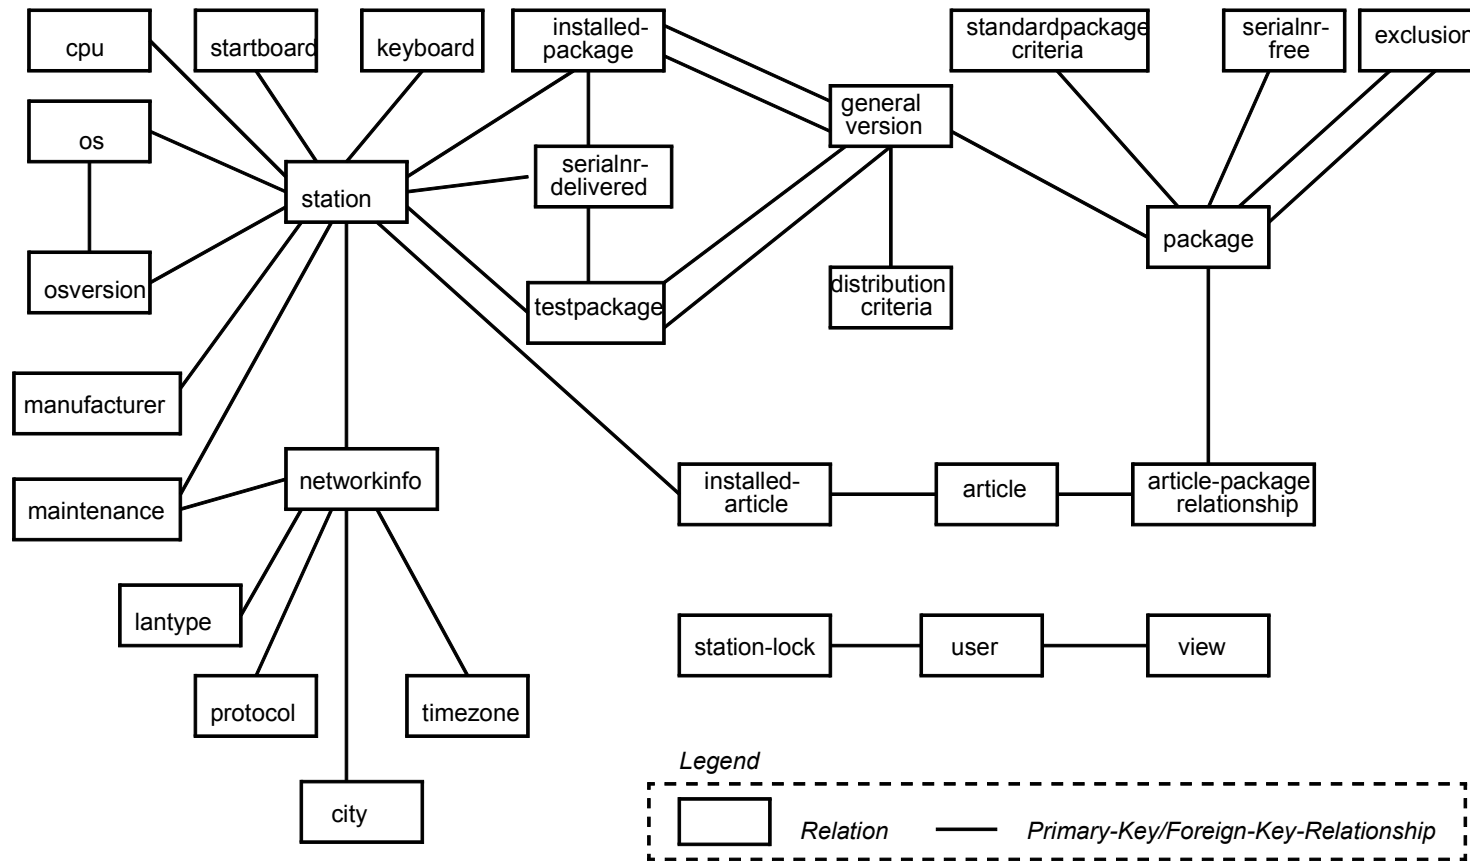 cpu
startboard
keyboard
installed-
package
standardpackage
criteria
serialnr-
free
exclusion
general
version
os
station
serialnr-
delivered
package
osversion
testpackage
distribution
criteria
manufacturer
networkinfo
maintenance
installed-
article
article
article-package
relationship
lantype
station-lock
user
view
protocol
timezone
city
Legend
Relation
Primary-Key/Foreign-Key-Relationship